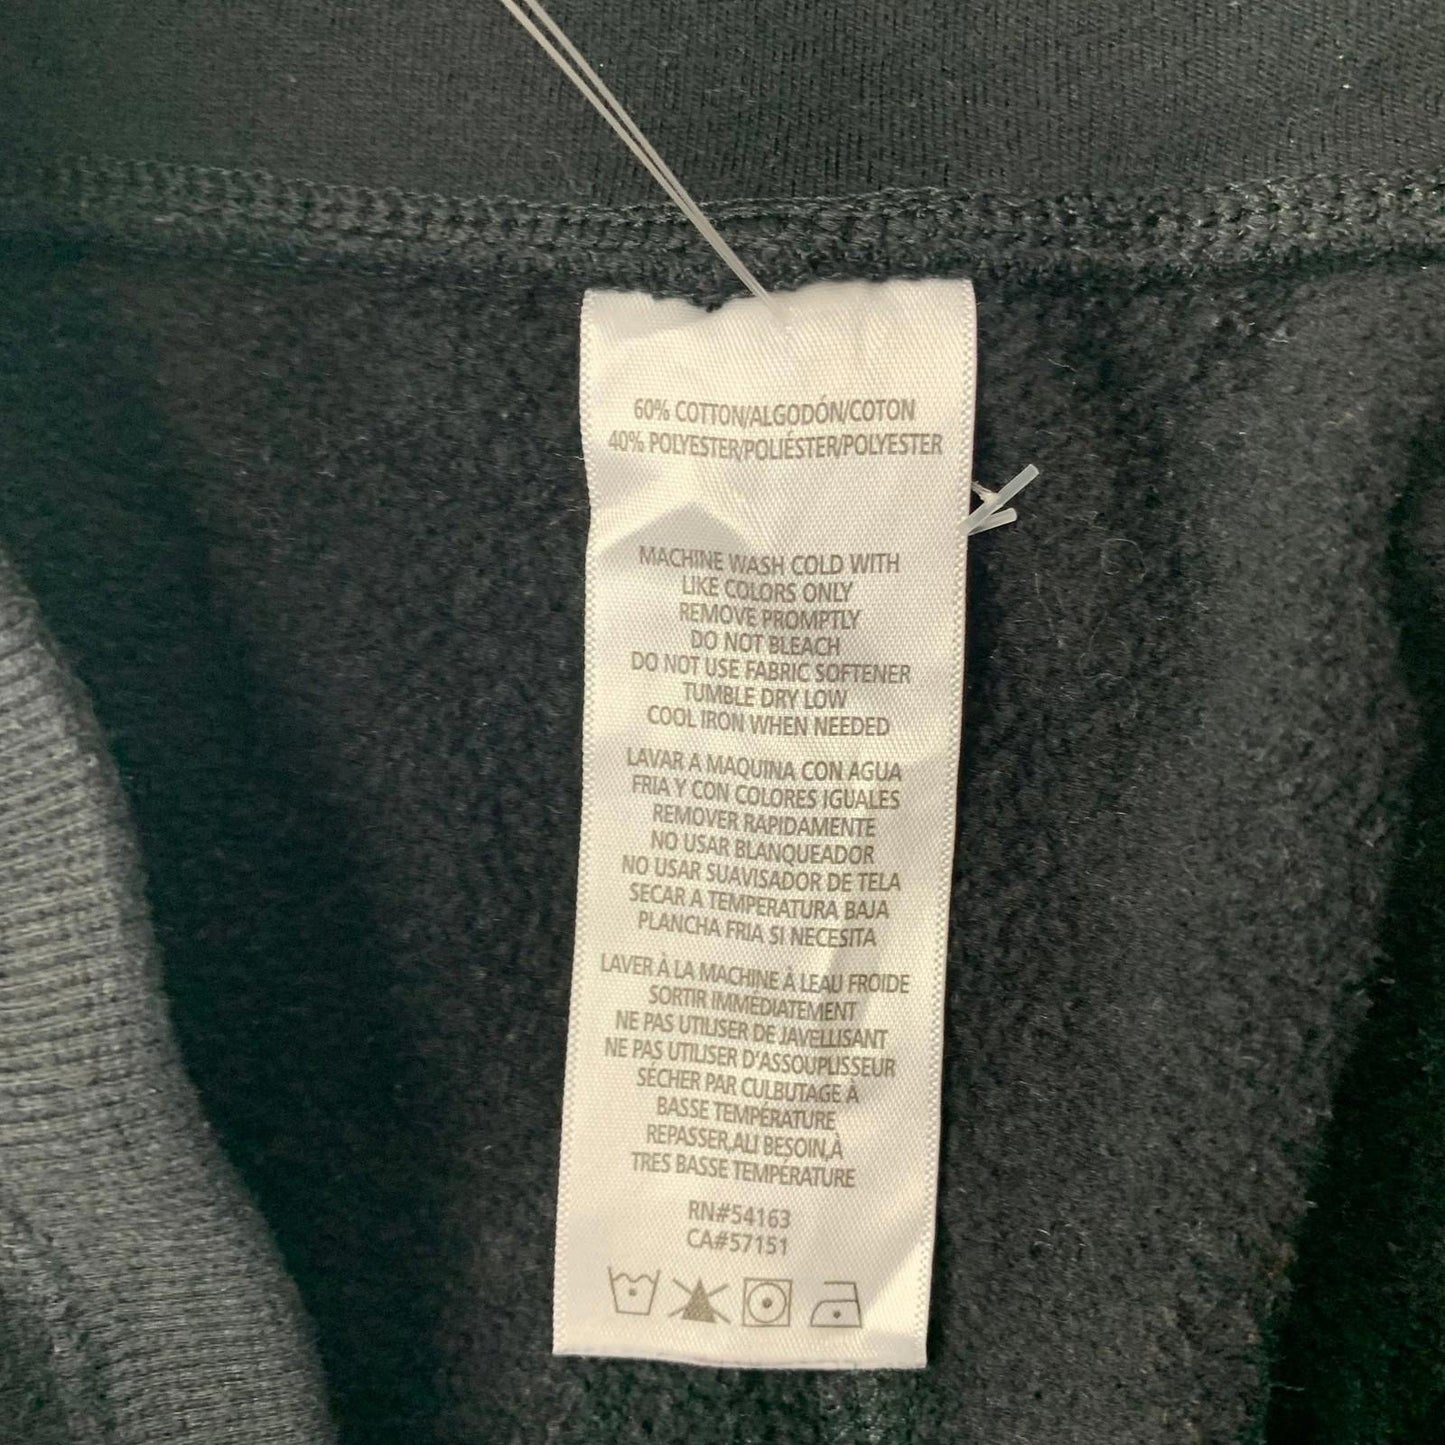 60% COTTON/ALGODÓN/COTON
40% POLYESTER/POLIÉSTER/POLYESTER
MACHINE WASH COLD WITH
LIKE COLORS ONLY
REMOVE PROMPTLY
DO NOT BLEACH
DO NOT USE FABRIC SOFTENER
TUMBLE DRY LOW
COOL IRON WHEN NEEDED
LAVAR A MAQUINA CON AGUA
FRIA Y CON COLORES IGUALES
REMOVER RAPIDAMENTE
NO USAR BLANQUEADOR
NO USAR SUAVISADOR DE TELA
SECAR A TEMPERATURA BAJA
PLANCHA FRIA SI NECESITA
LAVER À LA MACHINE À LEAU FROIDE
SORTIR IMMÉDIATEMENT
NE PAS UTILISER DE JAVELLISANT
NE PAS UTILISER D'ASSOUPLISSEUR
SÉCHER PAR CULBUTAGE À
BASSE TEMPÉRATURE
REPASSER,ALI BESOIN,À
TRES BASSE TEMPÉRATURE
RN#54163
CA#57151